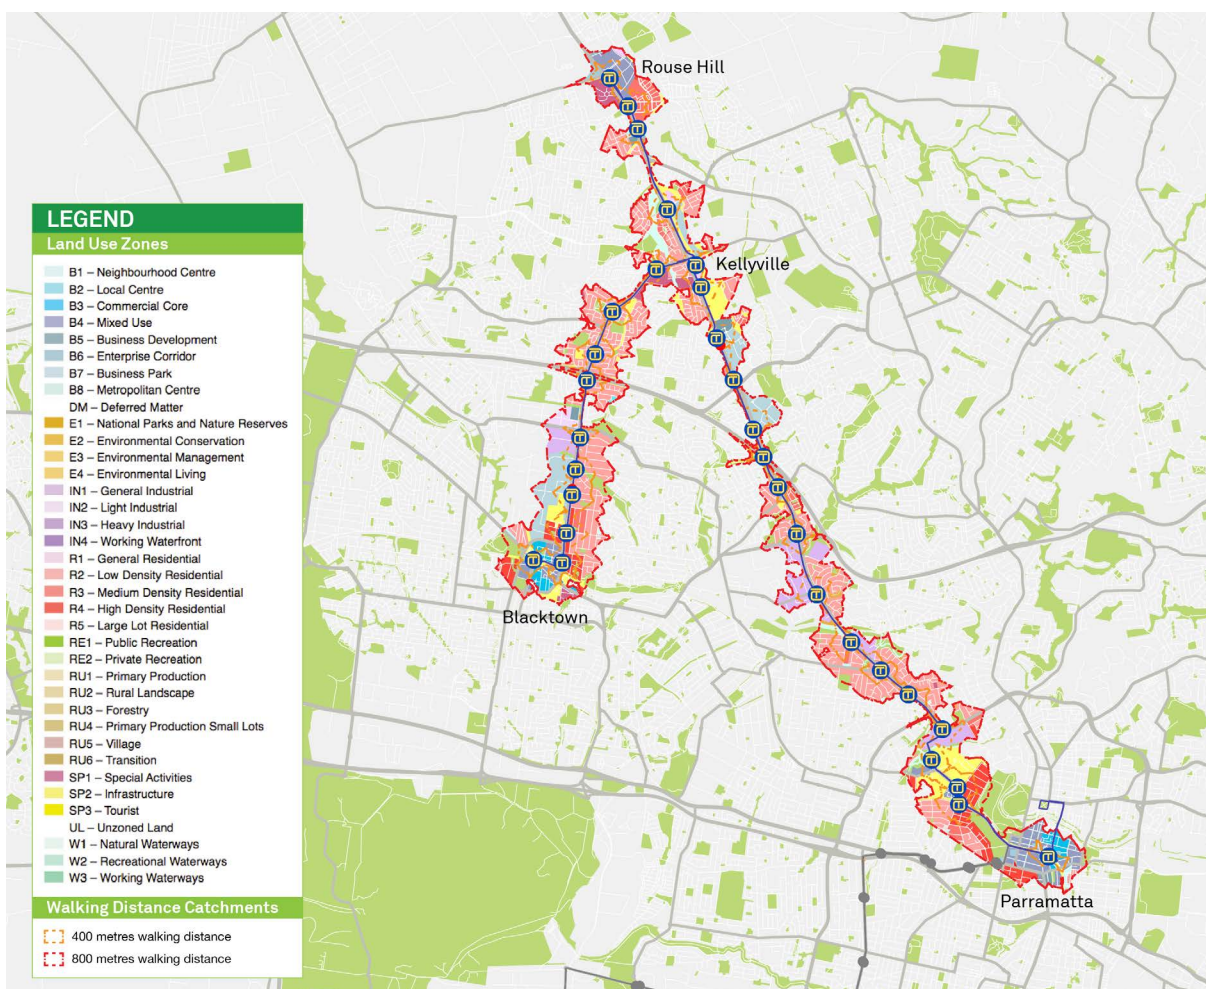 Rouse Hill
Kellyville
Blacktown
Parramatta
LEGEND
Land Use Zones
B1 – Neighbourhood Centre
B2 – Local Centre
B3 – Commercial Core
B4 – Mixed Use
B5 – Business Development
B6 – Enterprise Corridor
B7 – Business Park
B8 – Metropolitan Centre
DM – Deferred Matter
E1 – National Parks and Nature Reserves
E2 – Environmental Conservation
E3 – Environmental Management
E4 – Environmental Living
IN1 – General Industrial
IN2 – Light Industrial
IN3 – Heavy Industrial
IN4 – Working Waterfront
R1 – General Residential
R2 – Low Density Residential
R3 – Medium Density Residential
R4 – High Density Residential
R5 – Large Lot Residential
RE1 – Public Recreation
RE2 – Private Recreation
RU1 – Primary Production
RU2 – Rural Landscape
RU3 – Forestry
RU4 – Primary Production Small Lots
RU5 – Village
RU6 – Transition
SP1 – Special Activities
SP2 – Infrastructure
SP3 – Tourist
UL – Unzoned Land
W1 – Natural Waterways
W2 – Recreational Waterways
W3 – Working Waterways
Walking Distance Catchments
400 metres walking distance
800 metres walking distance